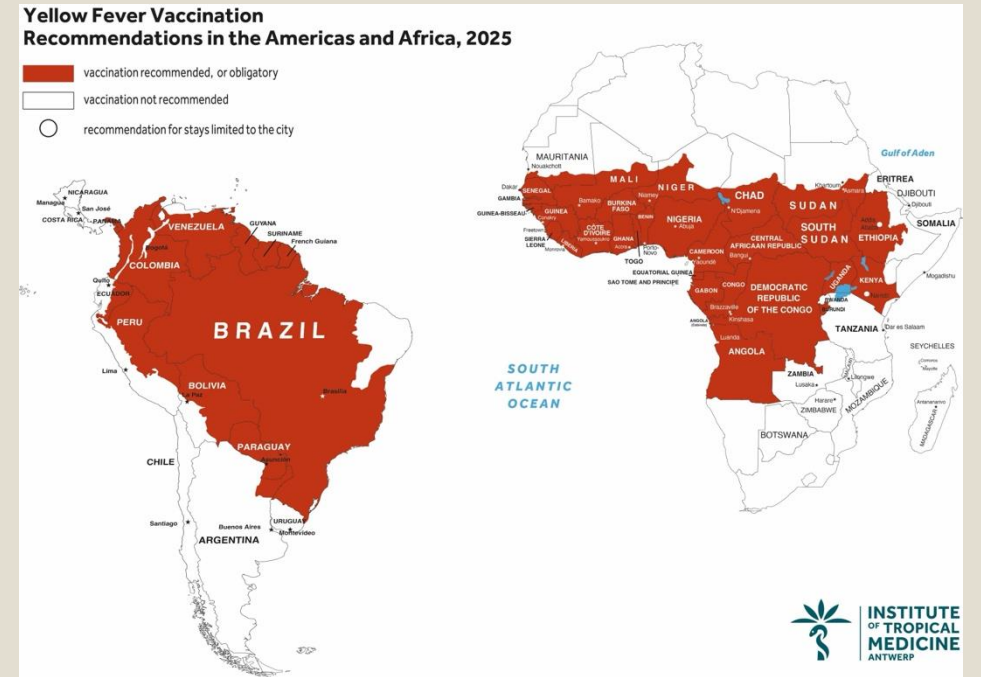 Yellow Fever Vaccination
Recommendations in the Americas and Africa, 2025
vaccination recommended, or obligatory
vaccination not recommended
recommendation for stays limited to the city
NICARAGUA
Managua
San José
COSTA RICA
PANAMA
VENEZUELA
GUYANA
SURINAME
French Guiana
Bogotá
COLOMBIA
Quito
ECUADOR
PERU
BRAZIL
Lima
BOLIVIA
La Paz
Brasília
PARAGUAY
Asunción
CHILE
Santiago
Buenos Aires
URUGUAY
Montevideo
ARGENTINA
SOUTH
ATLANTIC
OCEAN
MAURITANIA
Nouakchott
Gulf of Aden
MALI
NIGER
CHAD
SUDAN
Khartoum
ERITREA
Asmara
DJIBOUTI
Djibouti
Dakar
SENEGAL
GAMBIA
GUINEA-BISSAU
GUINEA
Conakry
Bamako
BURKINA
FASO
Niamey
BENIN
NIGERIA
Abuja
N'Djamena
SOUTH
SUDAN
Addis
ETHIOPIA
SOMALIA
Freetown
SIERRA
LEONE
Monrovia
LIBERIA
CÔTE
D'IVOIRE
Yamoussoukro
GHANA
Accra
Porto-
Novo
TOGO
CENTRAL
AFRICAAN REPUBLIC
CAMEROON
Yaoundé
Bangui
EQUATORIAL GUINEA
SAO TOME AND PRINCIPE
GABON
CONGO
DEMOCRATIC
REPUBLIC
OF THE CONGO
UGANDA
KENYA
Nairobi
Mogadishu
RWANDA
BURUNDI
Brazzaville
Kinshasa
ANGOLA
Luanda
ANGOLA
TANZANIA
Dar es Salaam
SEYCHELLES
Comoros
Mayotte
ZAMBIA
Lusaka
MALAWI
Lilongwe
Harare
ZIMBABWE
MOZAMBIQUE
BOTSWANA
Antananarivo
MADAGASCAR
INSTITUTE
OF TROPICAL
MEDICINE
ANTWERP